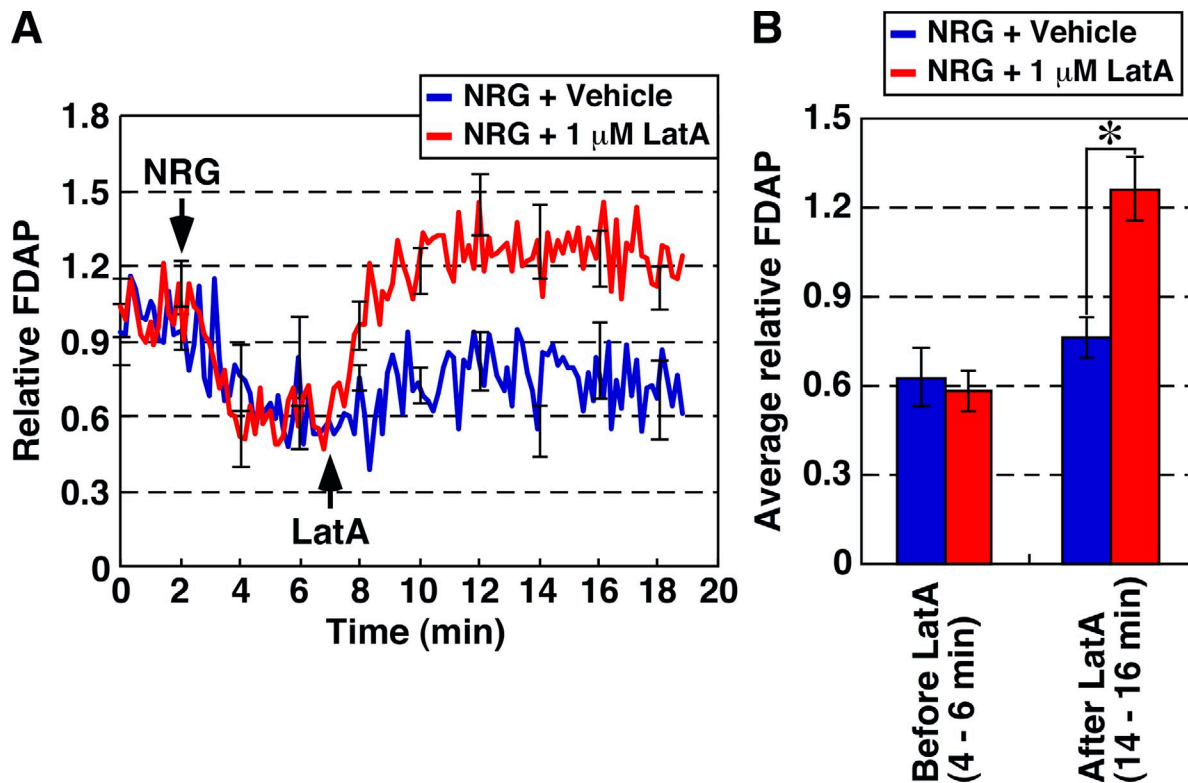 A
NRG + Vehicle
NRG + 1 µM LatA
1.8
1.5
1.2
0.9
0.6
0.3
0
Relative FDAP
NRG
LatA
0 2 4 6 8 10 12 14 16 18 20
Time (min)
B
NRG + Vehicle
NRG + 1 µM LatA
1.5
1.2
0.9
0.6
0.3
0
Average relative FDAP
*
Before LatA
(4 - 6 min)
After LatA
(14 - 16 min)